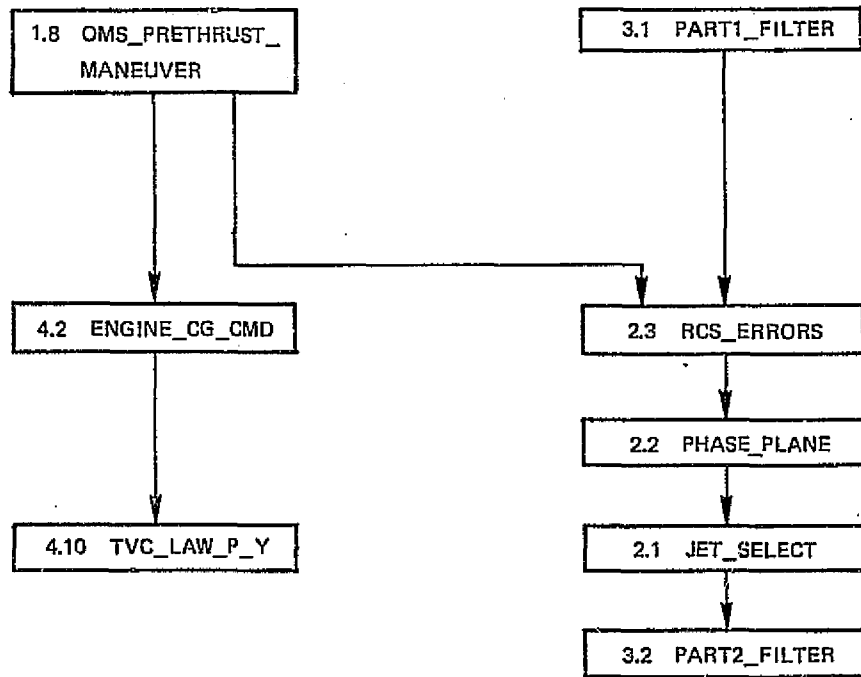 1.8 OMS_PRETHRUST_
MANEUVER
3.1 PART1_FILTER
4.2 ENGINE_CG_CMD
2.3 RCS_ERRORS
2.2 PHASE_PLANE
4.10 TVC_LAW_P_Y
2.1 JET_SELECT
3.2 PART2_FILTER